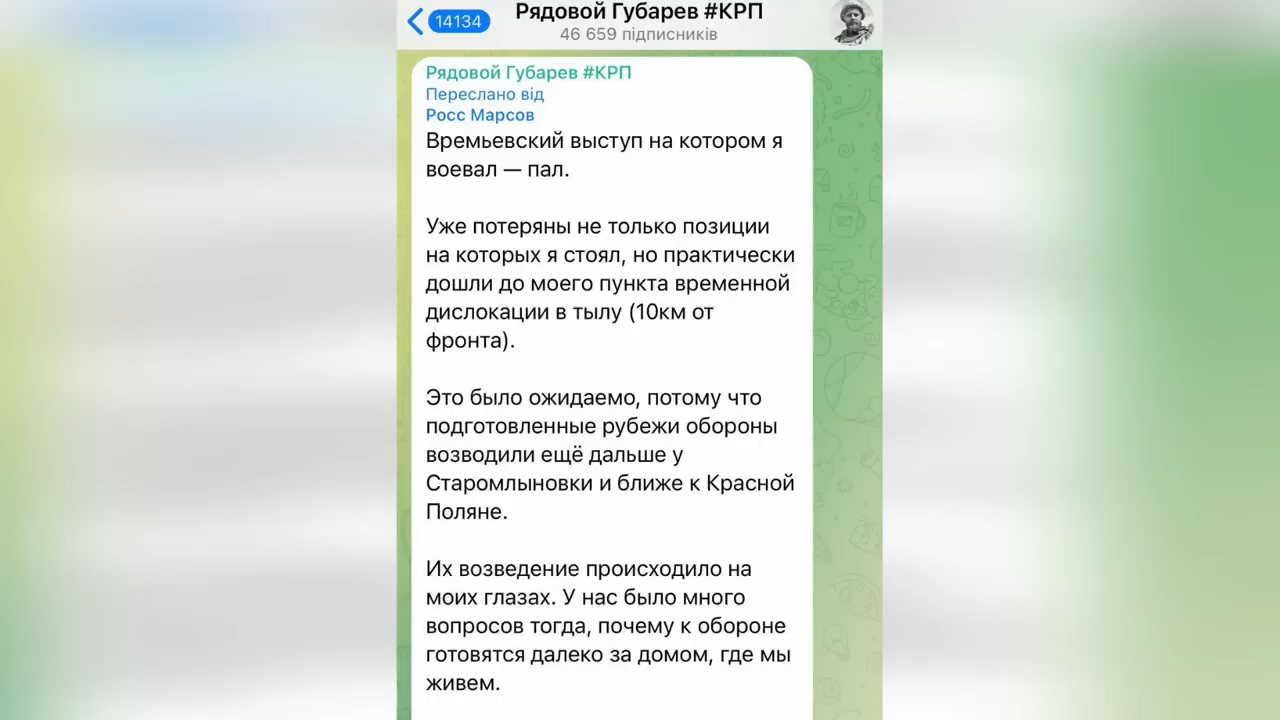 14134
Рядовой Губарев #КРП
46 659 підписників
Рядовой Губарев #КРП
Переслано від
Росс Марсов
Времьевский выступ на котором я
воевал — пал.
Уже потеряны не только позиции
на которых я стоял, но практически
дошли до моего пункта временной
дислокации в тылу (10км от
фронта).
Это было ожидаемо, потому что
подготовленные рубежи обороны
возводили ещё дальше у
Старомлыновки и ближе к Красной
Поляне.
Их возведение происходило на
моих глазах. У нас было много
вопросов тогда, почему к обороне
готовятся далеко за домом, где мы
живем.